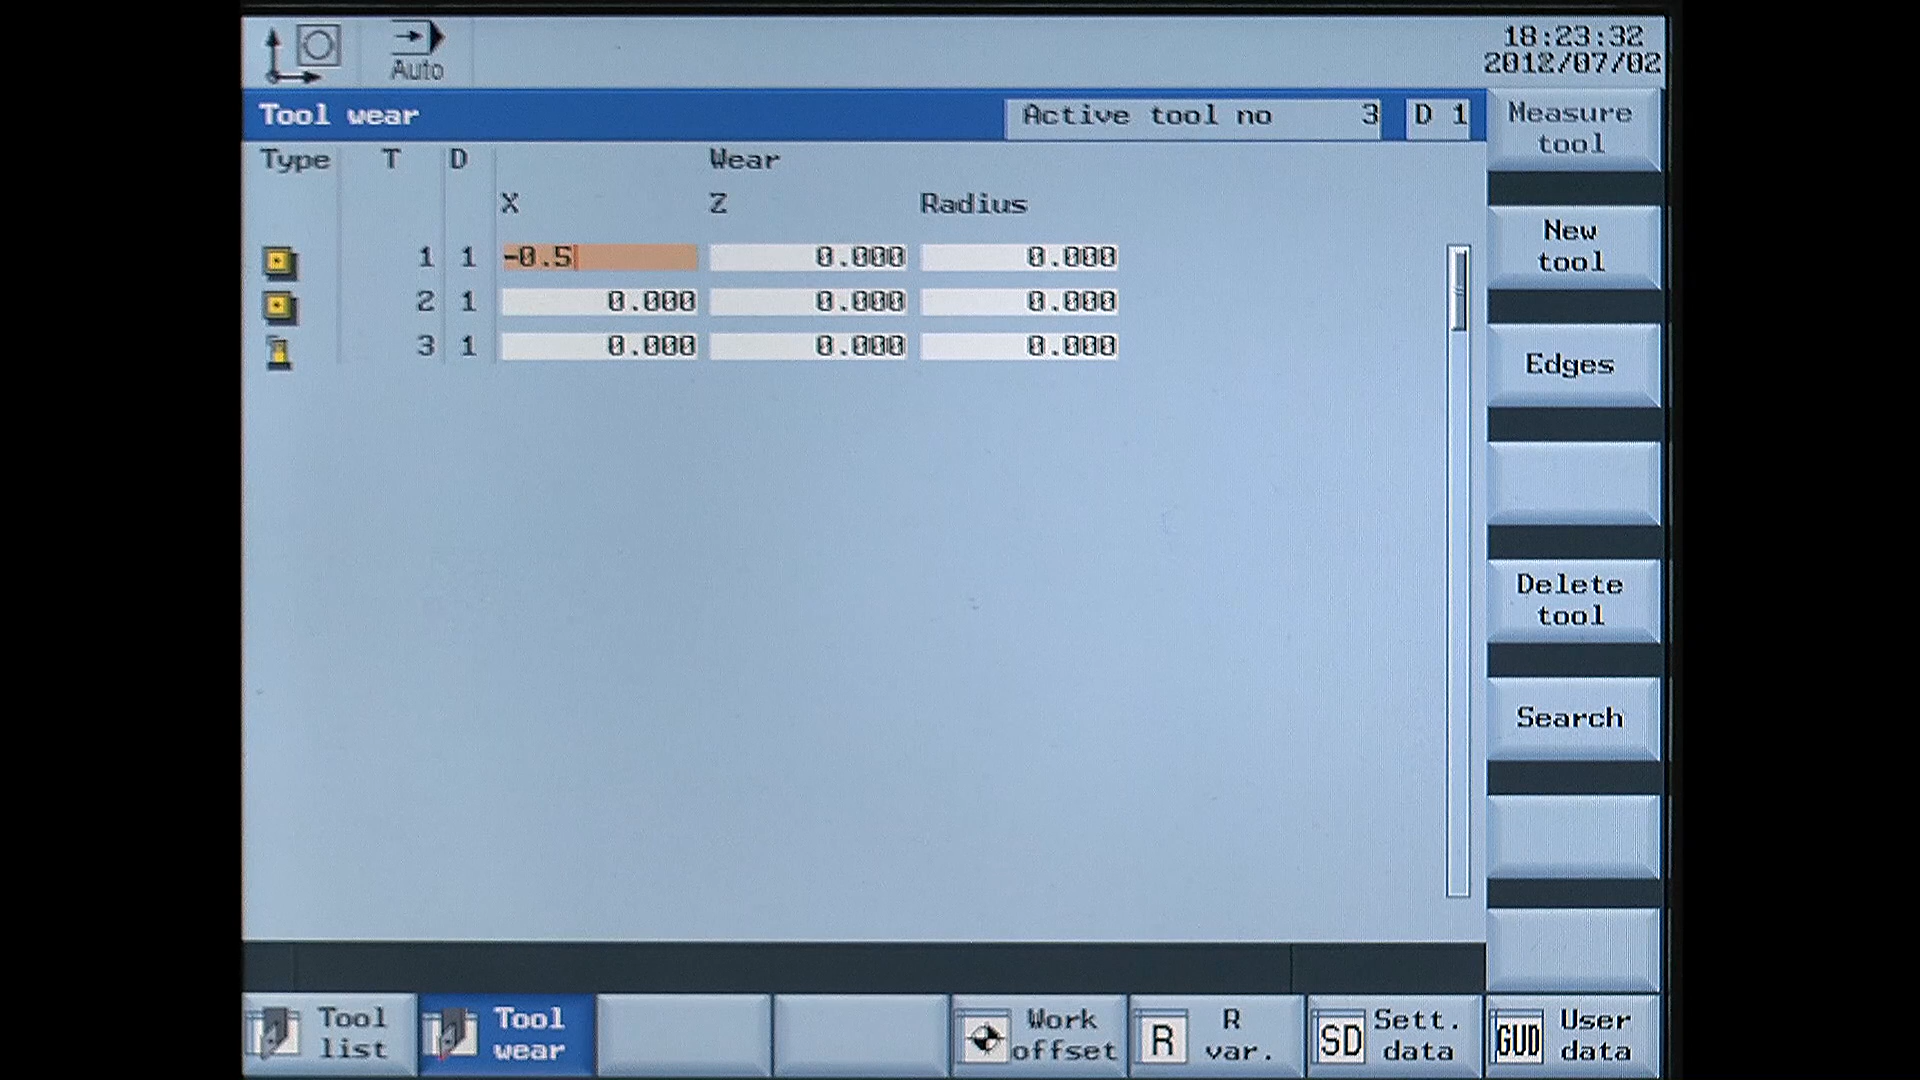 18:23:32
Auto
2012/07/02
Tool wear
Active tool no 3 D 1
Measure
tool
Type T D Wear
X Z Radius
New
tool
1 1 -0.5 0.000 0.000
2 1 0.000 0.000 0.000
3 1 0.000 0.000 0.000
Edges
Delete
tool
Search
Tool
list
Tool
wear
Work
offset
R
R
var.
SD
Sett.
data
GUD
User
data